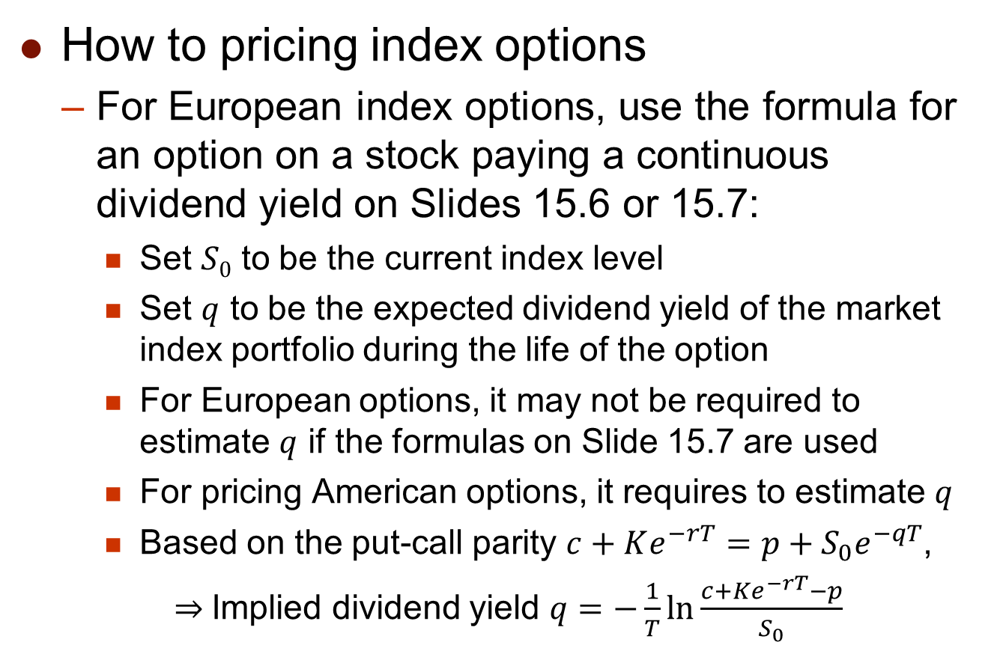 ● How to pricing index options
– For European index options, use the formula for
an option on a stock paying a continuous
dividend yield on Slides 15.6 or 15.7:
■ Set $S_0$ to be the current index level
■ Set $q$ to be the expected dividend yield of the market
index portfolio during the life of the option
■ For European options, it may not be required to
estimate $q$ if the formulas on Slide 15.7 are used
■ For pricing American options, it requires to estimate $q$
■ Based on the put-call parity $c + Ke^{-rT} = p + S_0e^{-qT}$,
⇒ Implied dividend yield $q = -\frac{1}{T}\ln\frac{c+Ke^{-rT}-p}{S_0}$